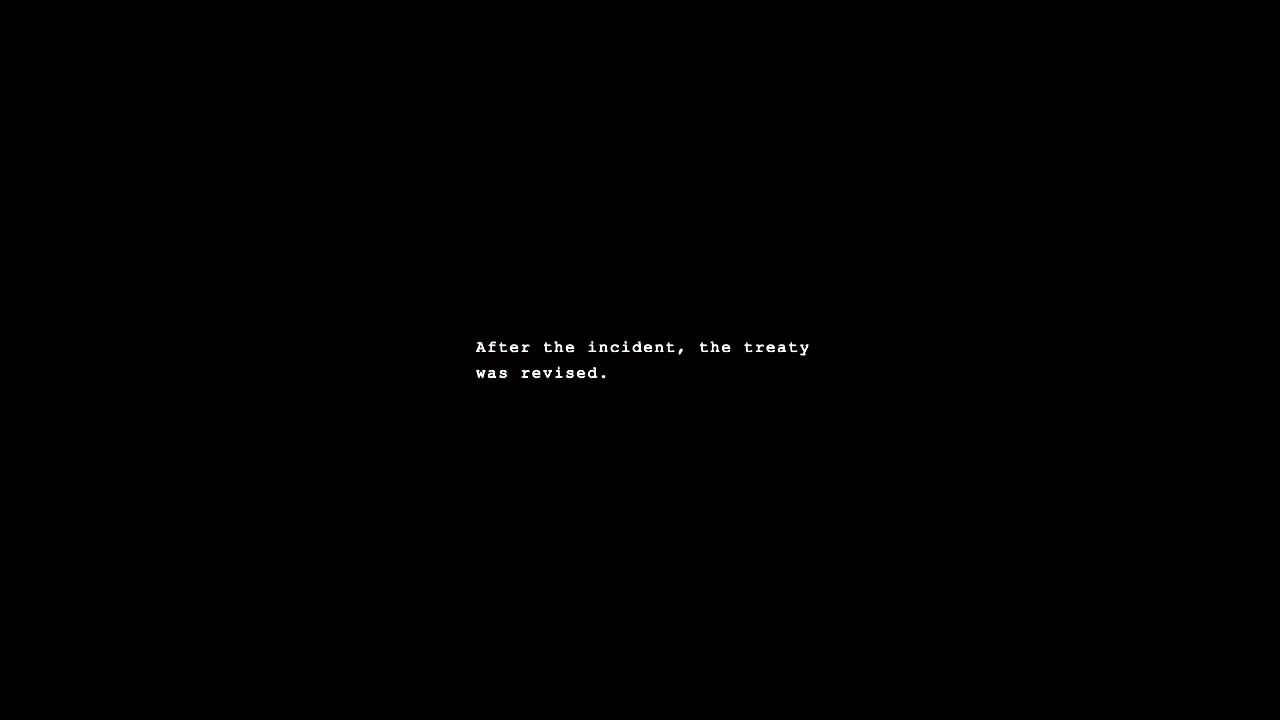 After the incident, the treaty
was revised.